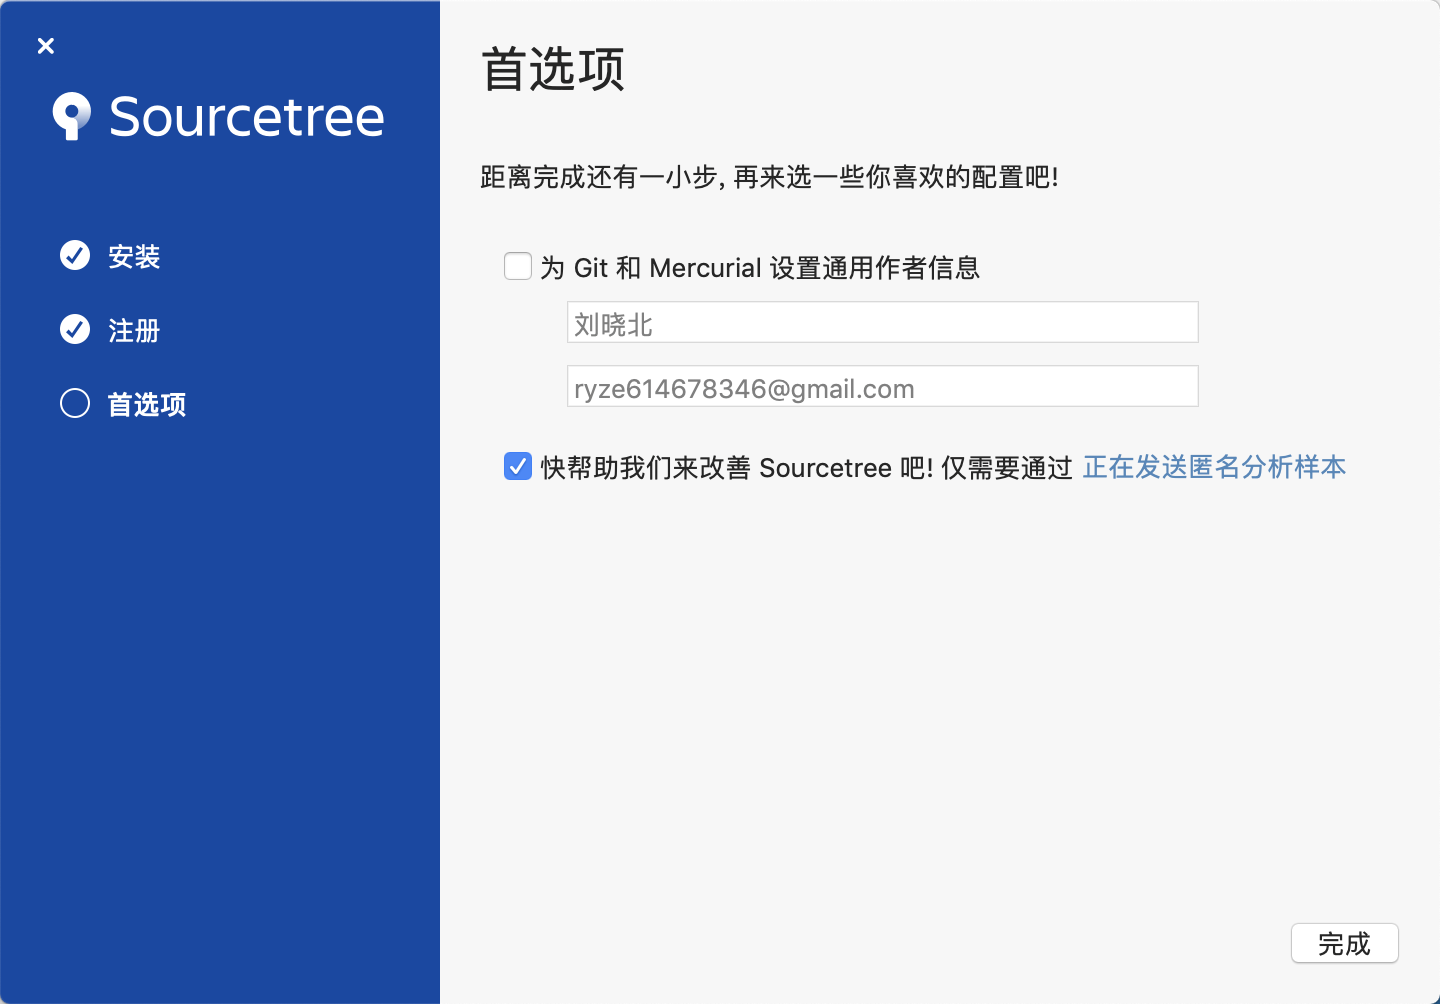 Sourcetree
安装
注册
首选项
首选项
距离完成还有一小步, 再来选一些你喜欢的配置吧!
为 Git 和 Mercurial 设置通用作者信息
刘晓北
ryze614678346@gmail.com
快帮助我们来改善 Sourcetree 吧! 仅需要通过 正在发送匿名分析样本
完成